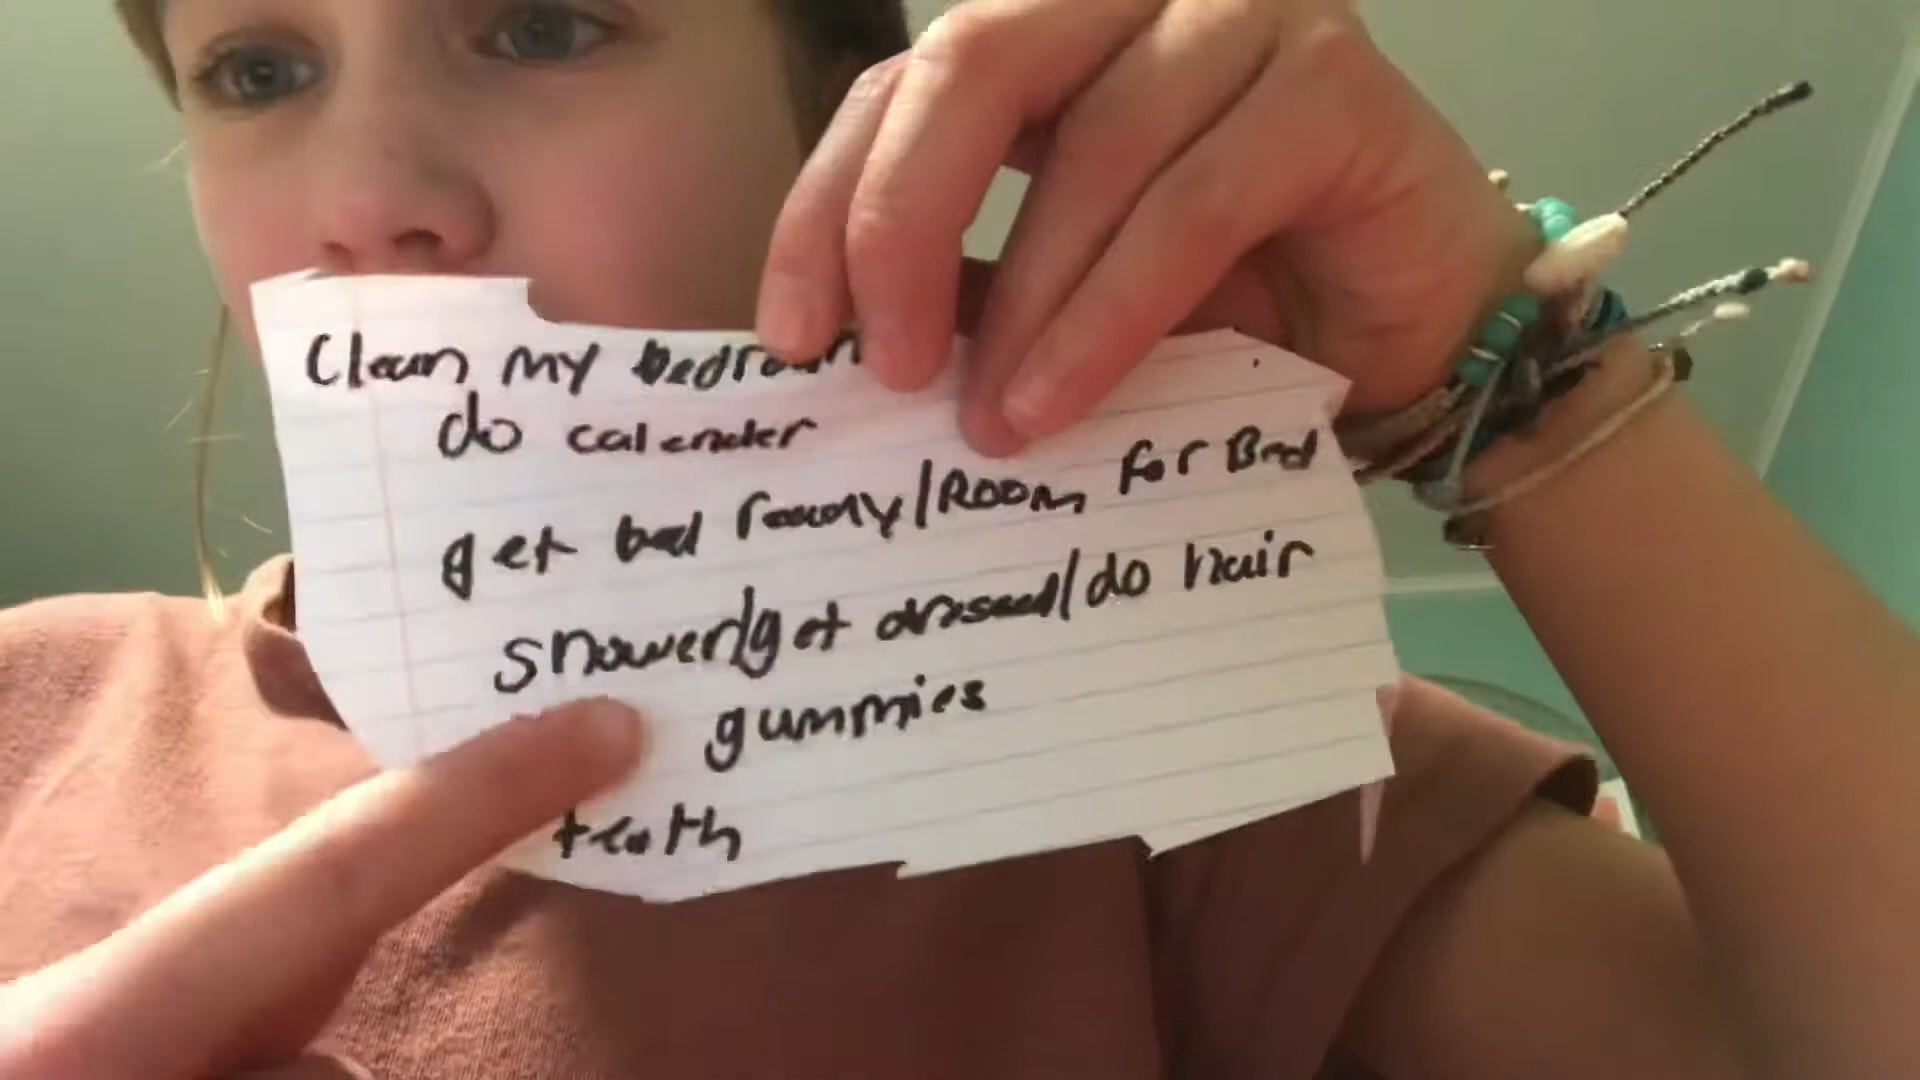 Clean my bedroom
do calender
get bed ready/Room for Bed
shower/get dressed/do hair
gummies
teeth